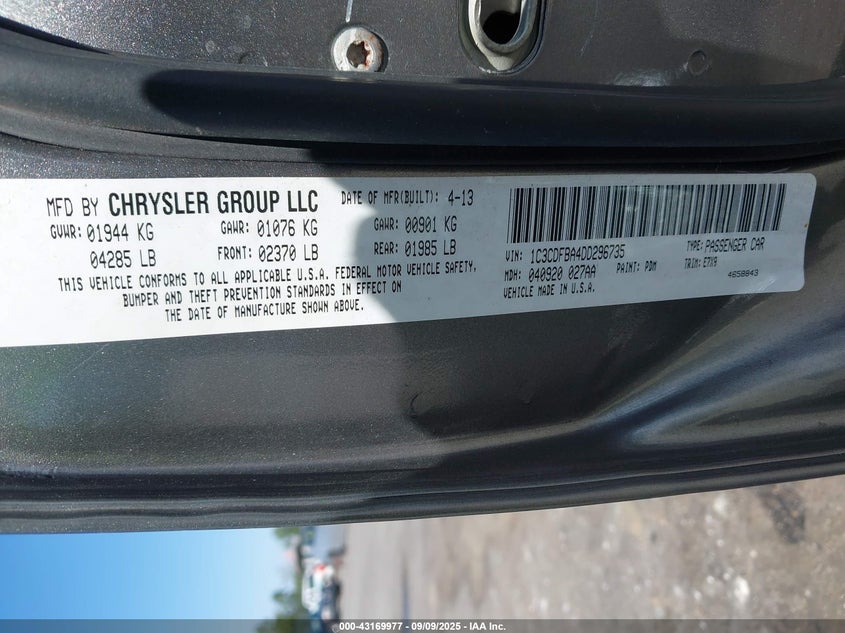 MFD BY CHRYSLER GROUP LLC
DATE OF MFR(BUILT): 4-13
GVWR: 01944 KG
04285 LB
GAWR: 01076 KG
FRONT: 02370 LB
GAWR: 00901 KG
REAR: 01985 LB
THIS VEHICLE CONFORMS TO ALL APPLICABLE U.S.A. FEDERAL MOTOR VEHICLE SAFETY,
BUMPER AND THEFT PREVENTION STANDARDS IN EFFECT ON
THE DATE OF MANUFACTURE SHOWN ABOVE.
VIN: 1C3CDFBA4DD296735
TYPE: PASSENGER CAR
MDH: 040920 027AA
PAINT: PDM
TRIM: E7X9
VEHICLE MADE IN U.S.A.
4658843
000-43169977 - 09/09/2025 - IAA Inc.